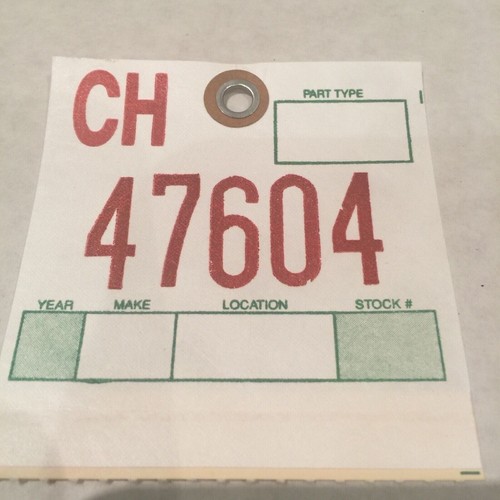 CH
PART TYPE
47604
YEAR MAKE LOCATION STOCK #